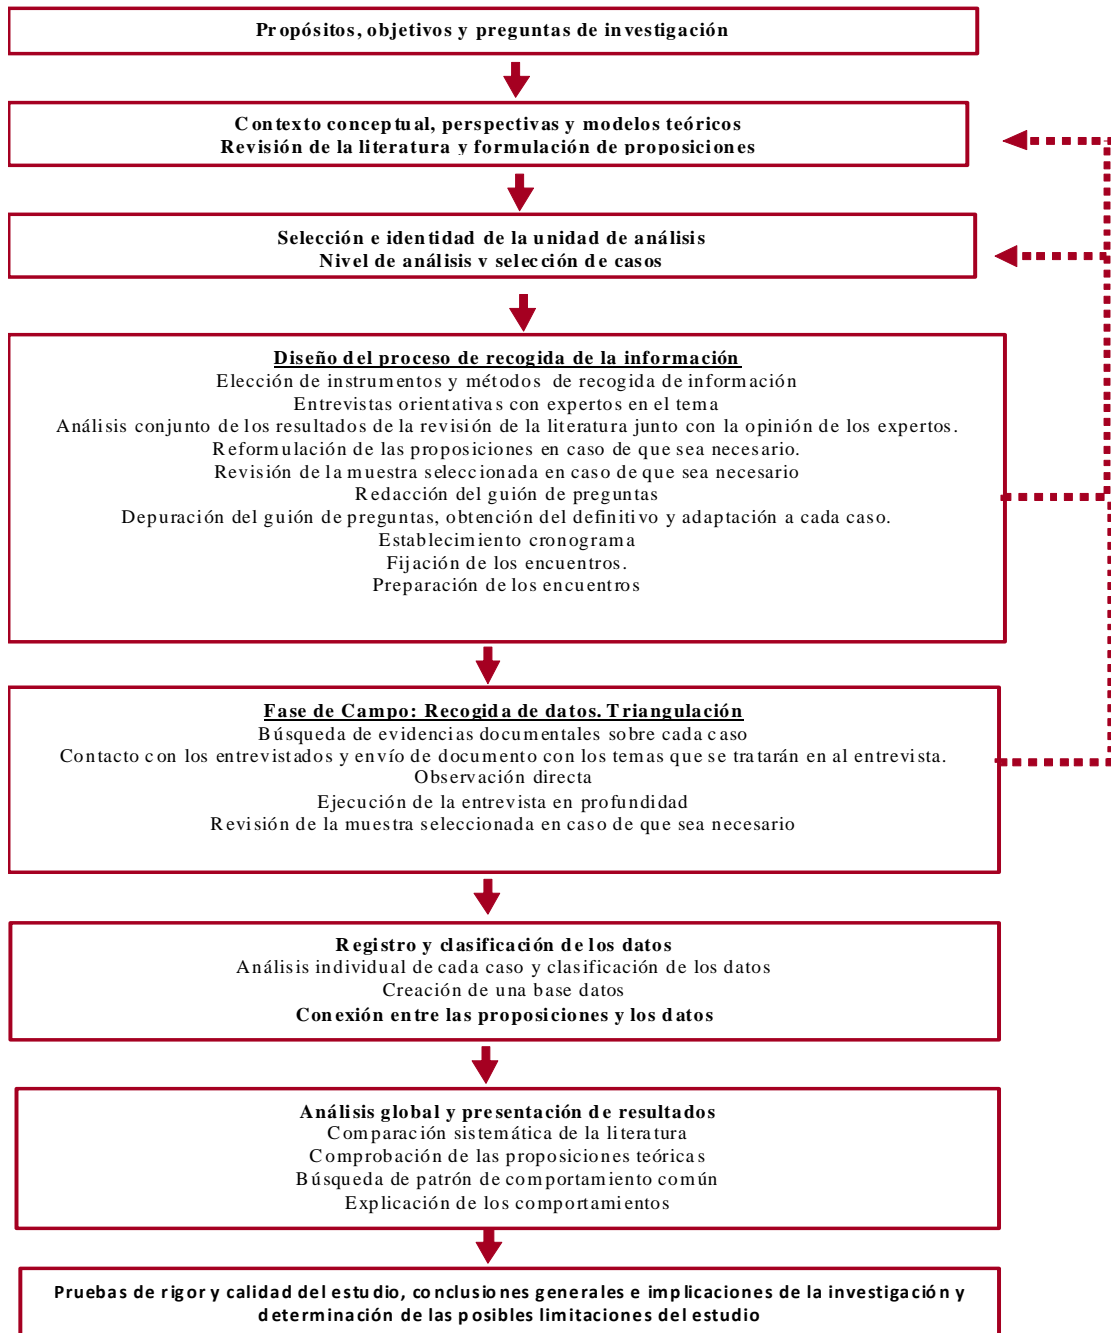 Propósitos, objetivos y preguntas de investigación
Contexto conceptual, perspectivas y modelos teóricos
Revisión de la literatura y formulación de proposiciones
Selección e identidad de la unidad de análisis
Nivel de análisis y selección de casos
Diseño del proceso de recogida de la información
Elección de instrumentos y métodos de recogida de información
Entrevistas orientativas con expertos en el tema
Análisis conjunto de los resultados de la revisión de la literatura junto con la opinión de los expertos.
Reformulación de las proposiciones en caso de que sea necesario.
Revisión de la muestra seleccionada en caso de que sea necesario
Redacción del guión de preguntas
Depuración del guión de preguntas, obtención del definitivo y adaptación a cada caso.
Establecimiento cronograma
Fijación de los encuentros.
Preparación de los encuentros
Fase de Campo: Recogida de datos. Triangulación
Búsqueda de evidencias documentales sobre cada caso
Contacto con los entrevistados y envío de documento con los temas que se tratarán en al entrevista.
Observación directa
Ejecución de la entrevista en profundidad
Revisión de la muestra seleccionada en caso de que sea necesario
Registro y clasificación de los datos
Análisis individual de cada caso y clasificación de los datos
Creación de una base datos
Conexión entre las proposiciones y los datos
Análisis global y presentación de resultados
Comparación sistemática de la literatura
Comprobación de las proposiciones teóricas
Búsqueda de patrón de comportamiento común
Explicación de los comportamientos
Pruebas de rigor y calidad del estudio, conclusiones generales e implicaciones de la investigación y
determinación de las posibles limitaciones del estudio